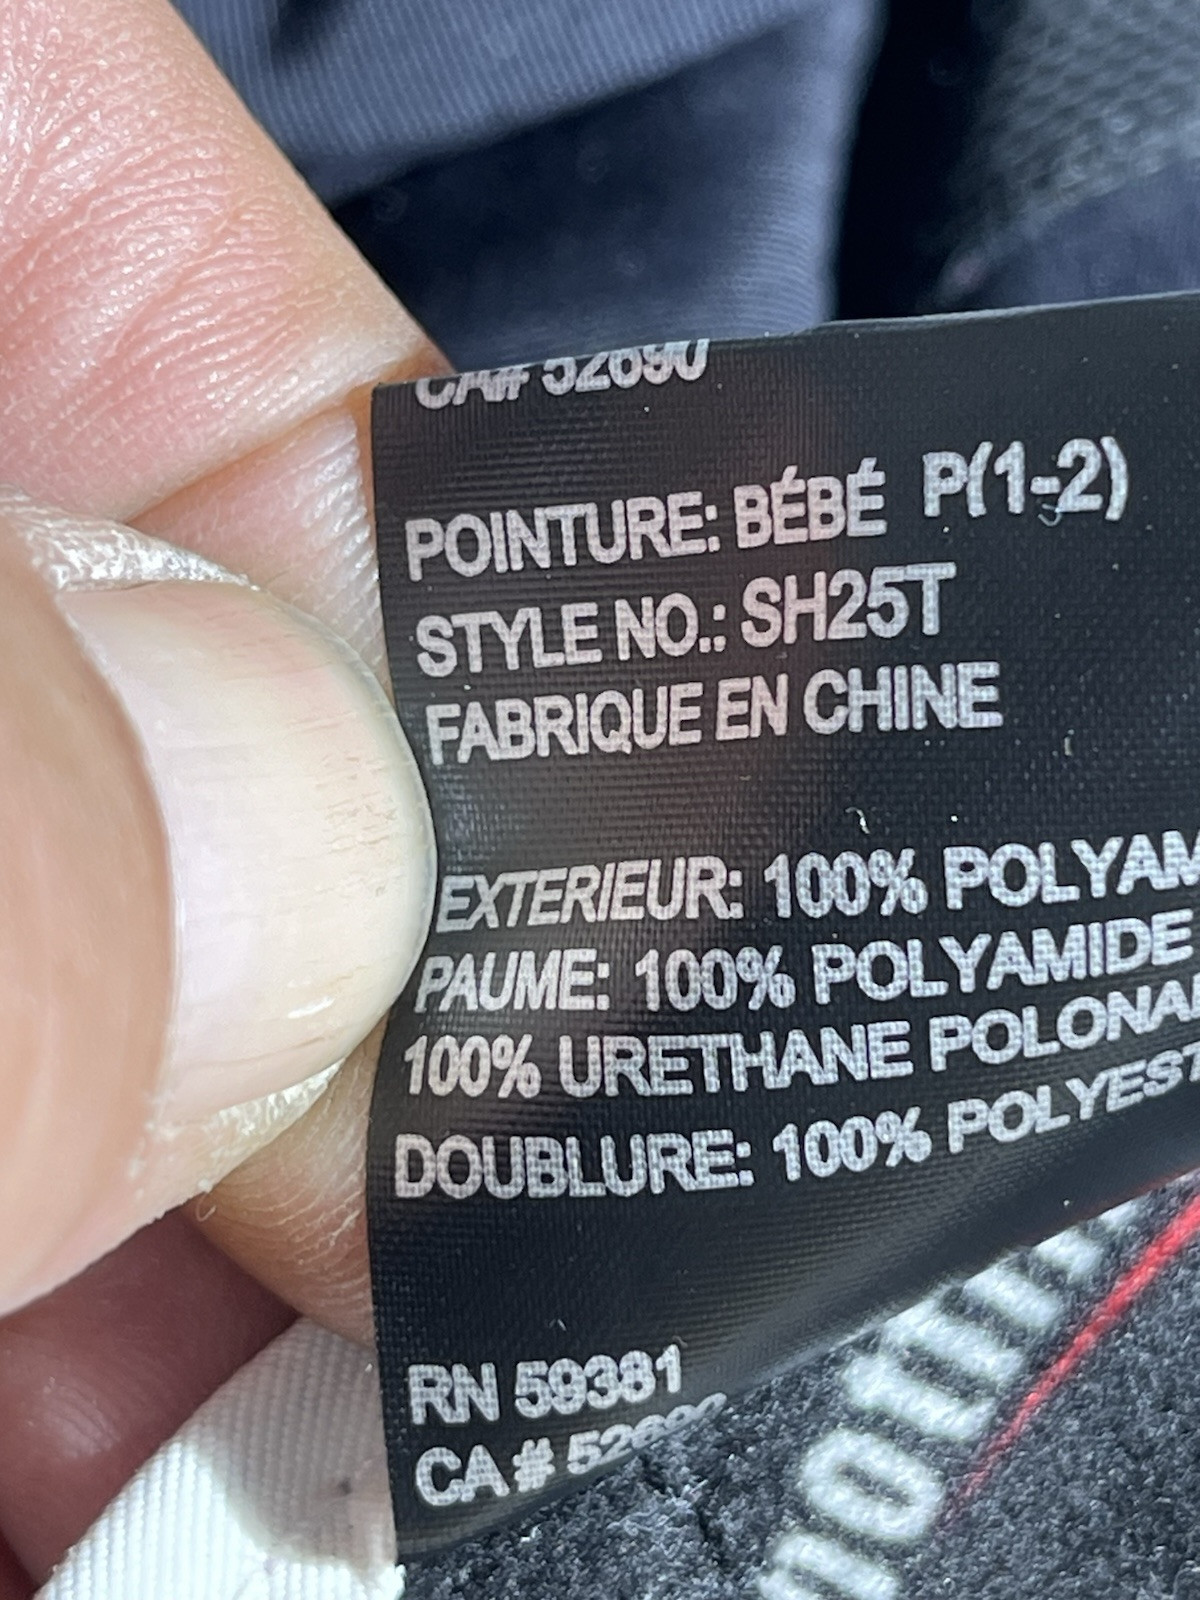 CA# 52690
POINTURE: BÉBÉ P(1-2)
STYLE NO.: SH25T
FABRIQUE EN CHINE
EXTERIEUR: 100% POLYAM
PAUME: 100% POLYAMIDE
100% URETHANE POLONA
DOUBLURE: 100% POLYEST
RN 59381
CA# 52690